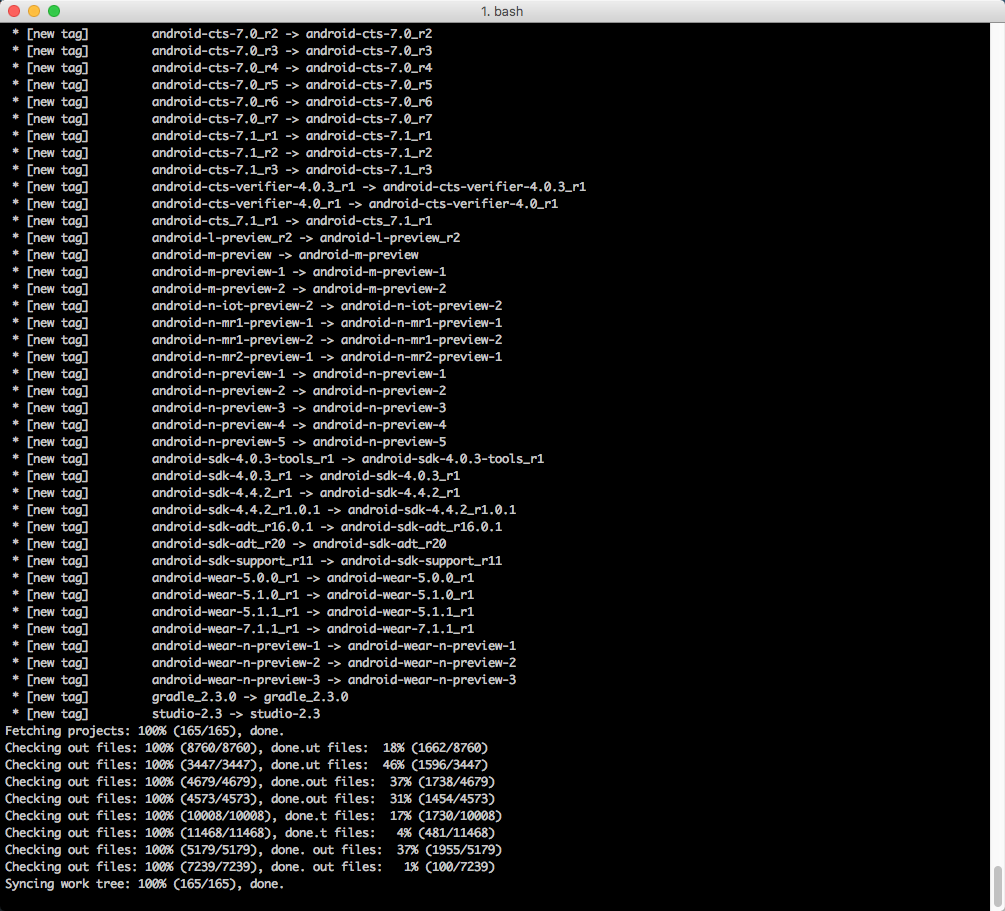 1. bash
* [new tag]         android-cts-7.0_r2 -> android-cts-7.0_r2
* [new tag]         android-cts-7.0_r3 -> android-cts-7.0_r3
* [new tag]         android-cts-7.0_r4 -> android-cts-7.0_r4
* [new tag]         android-cts-7.0_r5 -> android-cts-7.0_r5
* [new tag]         android-cts-7.0_r6 -> android-cts-7.0_r6
* [new tag]         android-cts-7.0_r7 -> android-cts-7.0_r7
* [new tag]         android-cts-7.1_r1 -> android-cts-7.1_r1
* [new tag]         android-cts-7.1_r2 -> android-cts-7.1_r2
* [new tag]         android-cts-7.1_r3 -> android-cts-7.1_r3
* [new tag]         android-cts-verifier-4.0.3_r1 -> android-cts-verifier-4.0.3_r1
* [new tag]         android-cts-verifier-4.0_r1 -> android-cts-verifier-4.0_r1
* [new tag]         android-cts_7.1_r1 -> android-cts_7.1_r1
* [new tag]         android-l-preview_r2 -> android-l-preview_r2
* [new tag]         android-m-preview -> android-m-preview
* [new tag]         android-m-preview-1 -> android-m-preview-1
* [new tag]         android-m-preview-2 -> android-m-preview-2
* [new tag]         android-n-iot-preview-2 -> android-n-iot-preview-2
* [new tag]         android-n-mr1-preview-1 -> android-n-mr1-preview-1
* [new tag]         android-n-mr1-preview-2 -> android-n-mr1-preview-2
* [new tag]         android-n-mr2-preview-1 -> android-n-mr2-preview-1
* [new tag]         android-n-preview-1 -> android-n-preview-1
* [new tag]         android-n-preview-2 -> android-n-preview-2
* [new tag]         android-n-preview-3 -> android-n-preview-3
* [new tag]         android-n-preview-4 -> android-n-preview-4
* [new tag]         android-n-preview-5 -> android-n-preview-5
* [new tag]         android-sdk-4.0.3-tools_r1 -> android-sdk-4.0.3-tools_r1
* [new tag]         android-sdk-4.0.3_r1 -> android-sdk-4.0.3_r1
* [new tag]         android-sdk-4.4.2_r1 -> android-sdk-4.4.2_r1
* [new tag]         android-sdk-4.4.2_r1.0.1 -> android-sdk-4.4.2_r1.0.1
* [new tag]         android-sdk-adt_r16.0.1 -> android-sdk-adt_r16.0.1
* [new tag]         android-sdk-adt_r20 -> android-sdk-adt_r20
* [new tag]         android-sdk-support_r11 -> android-sdk-support_r11
* [new tag]         android-wear-5.0.0_r1 -> android-wear-5.0.0_r1
* [new tag]         android-wear-5.1.0_r1 -> android-wear-5.1.0_r1
* [new tag]         android-wear-5.1.1_r1 -> android-wear-5.1.1_r1
* [new tag]         android-wear-7.1.1_r1 -> android-wear-7.1.1_r1
* [new tag]         android-wear-n-preview-1 -> android-wear-n-preview-1
* [new tag]         android-wear-n-preview-2 -> android-wear-n-preview-2
* [new tag]         android-wear-n-preview-3 -> android-wear-n-preview-3
* [new tag]         gradle_2.3.0 -> gradle_2.3.0
* [new tag]         studio-2.3 -> studio-2.3
Fetching projects: 100% (165/165), done.
Checking out files: 100% (8760/8760), done.ut files:  18% (1662/8760)
Checking out files: 100% (3447/3447), done.ut files:  46% (1596/3447)
Checking out files: 100% (4679/4679), done.out files:  37% (1738/4679)
Checking out files: 100% (4573/4573), done.out files:  31% (1454/4573)
Checking out files: 100% (10008/10008), done.t files:  17% (1730/10008)
Checking out files: 100% (11468/11468), done.t files:   4% (481/11468)
Checking out files: 100% (5179/5179), done. out files:  37% (1955/5179)
Checking out files: 100% (7239/7239), done. out files:   1% (100/7239)
Syncing work tree: 100% (165/165), done.